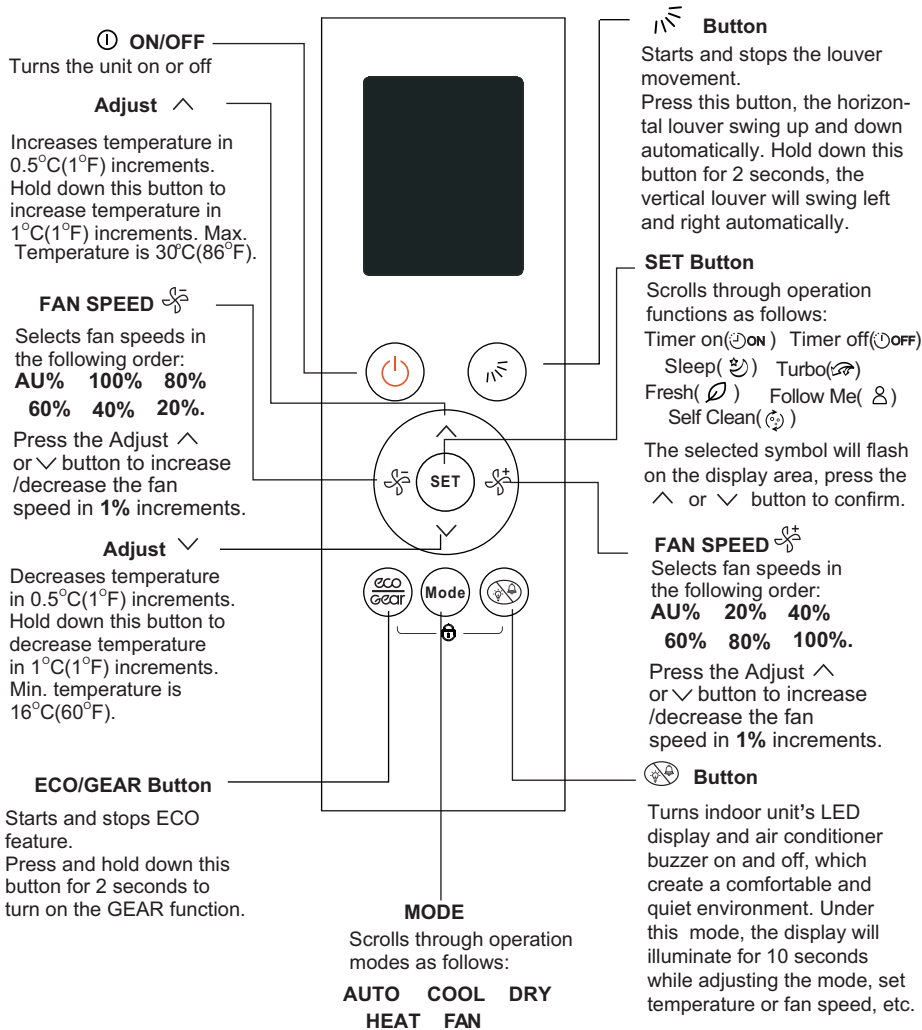 ON/OFF
Turns the unit on or off
Adjust
Increases temperature in
0.5°C(1°F) increments.
Hold down this button to
increase temperature in
1°C(1°F) increments. Max.
Temperature is 30°C(86°F).
FAN SPEED
Selects fan speeds in
the following order:
AU% 100% 80%
60% 40% 20%.
Press the Adjust
or button to increase
/decrease the fan
speed in 1% increments.
Adjust
Decreases temperature
in 0.5°C(1°F) increments.
Hold down this button to
decrease temperature
in 1°C(1°F) increments.
Min. temperature is
16°C(60°F).
ECO/GEAR Button
Starts and stops ECO
feature.
Press and hold down this
button for 2 seconds to
turn on the GEAR function.
SET
eco
Gear
Mode
MODE
Scrolls through operation
modes as follows:
AUTO COOL DRY
HEAT FAN
Button
Starts and stops the louver
movement.
Press this button, the horizon-
tal louver swing up and down
automatically. Hold down this
button for 2 seconds, the
vertical louver will swing left
and right automatically.
SET Button
Scrolls through operation
functions as follows:
Timer on( ON ) Timer off( OFF)
Sleep( ) Turbo( )
Fresh( ) Follow Me( )
Self Clean( )
The selected symbol will flash
on the display area, press the
or button to confirm.
FAN SPEED
Selects fan speeds in
the following order:
AU% 20% 40%
60% 80% 100%.
Press the Adjust
or button to increase
/decrease the fan
speed in 1% increments.
Button
Turns indoor unit's LED
display and air conditioner
buzzer on and off, which
create a comfortable and
quiet environment. Under
this mode, the display will
illuminate for 10 seconds
while adjusting the mode, set
temperature or fan speed, etc.